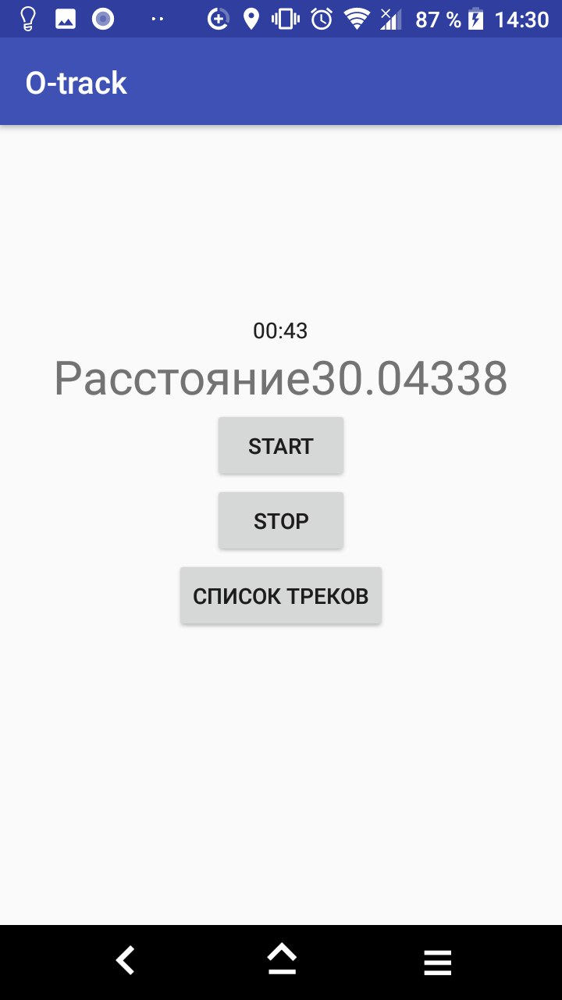 87 % 14:30
O-track
00:43
Расстояние30.04338
START
STOP
СПИСОК ТРЕКОВ